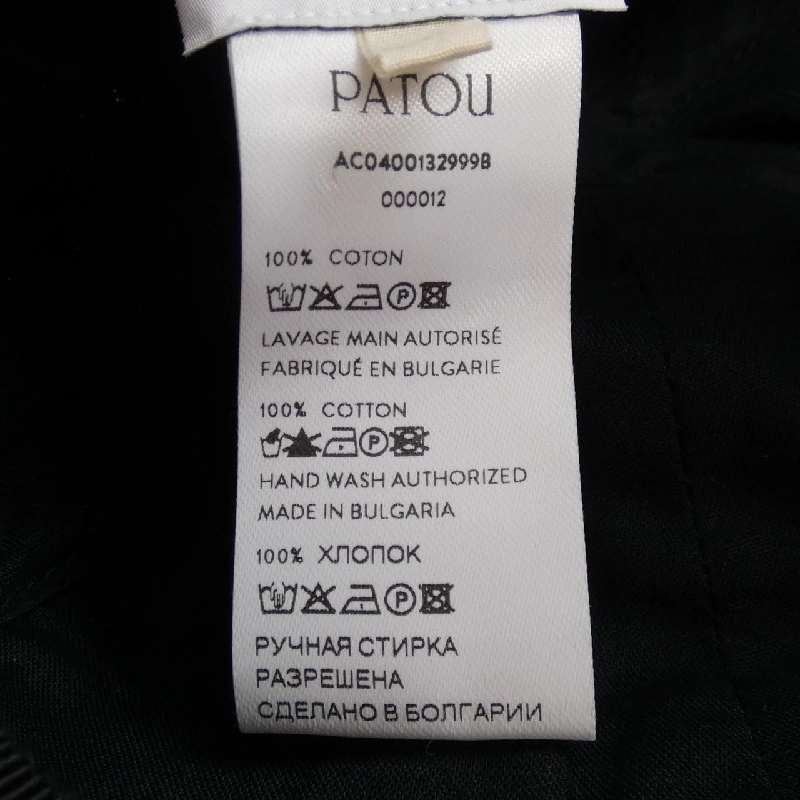 PATOU
AC0400132999B
000012
100% COTON
LAVAGE MAIN AUTORISÉ
FABRIQUÉ EN BULGARIE
100% COTTON
HAND WASH AUTHORIZED
MADE IN BULGARIA
100% ХЛОПОК
РУЧНАЯ СТИРКА
РАЗРЕШЕНА
СДЕЛАНО В БОЛГАРИИ